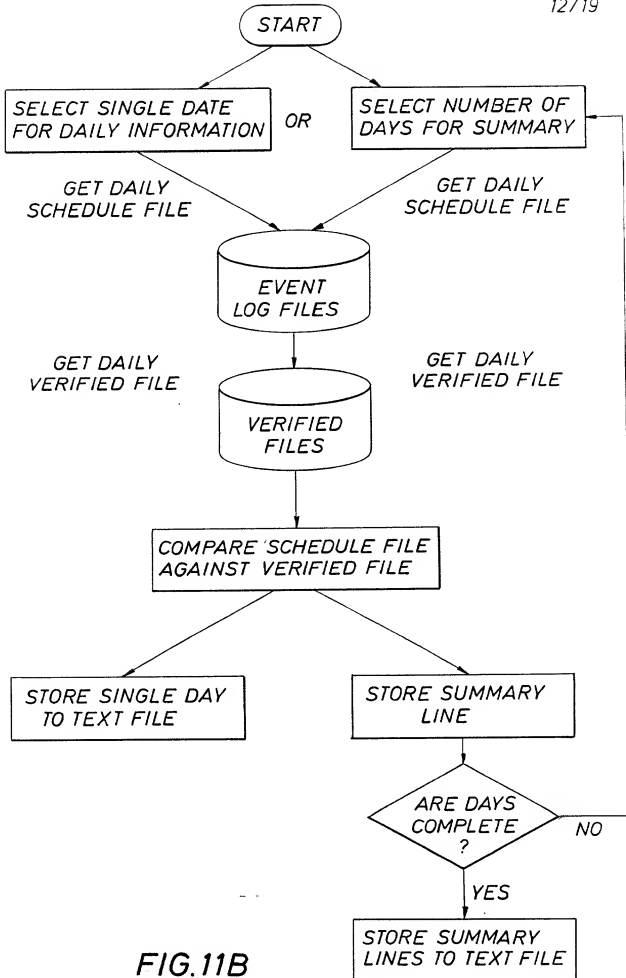 12/19
START
SELECT SINGLE DATE
FOR DAILY INFORMATION
OR
SELECT NUMBER OF
DAYS FOR SUMMARY
GET DAILY
SCHEDULE FILE
GET DAILY
SCHEDULE FILE
EVENT
LOG FILES
GET DAILY
VERIFIED FILE
GET DAILY
VERIFIED FILE
VERIFIED
FILES
COMPARE SCHEDULE FILE
AGAINST VERIFIED FILE
STORE SINGLE DAY
TO TEXT FILE
STORE SUMMARY
LINE
ARE DAYS
COMPLETE
?
NO
YES
STORE SUMMARY
LINES TO TEXT FILE
FIG.11B